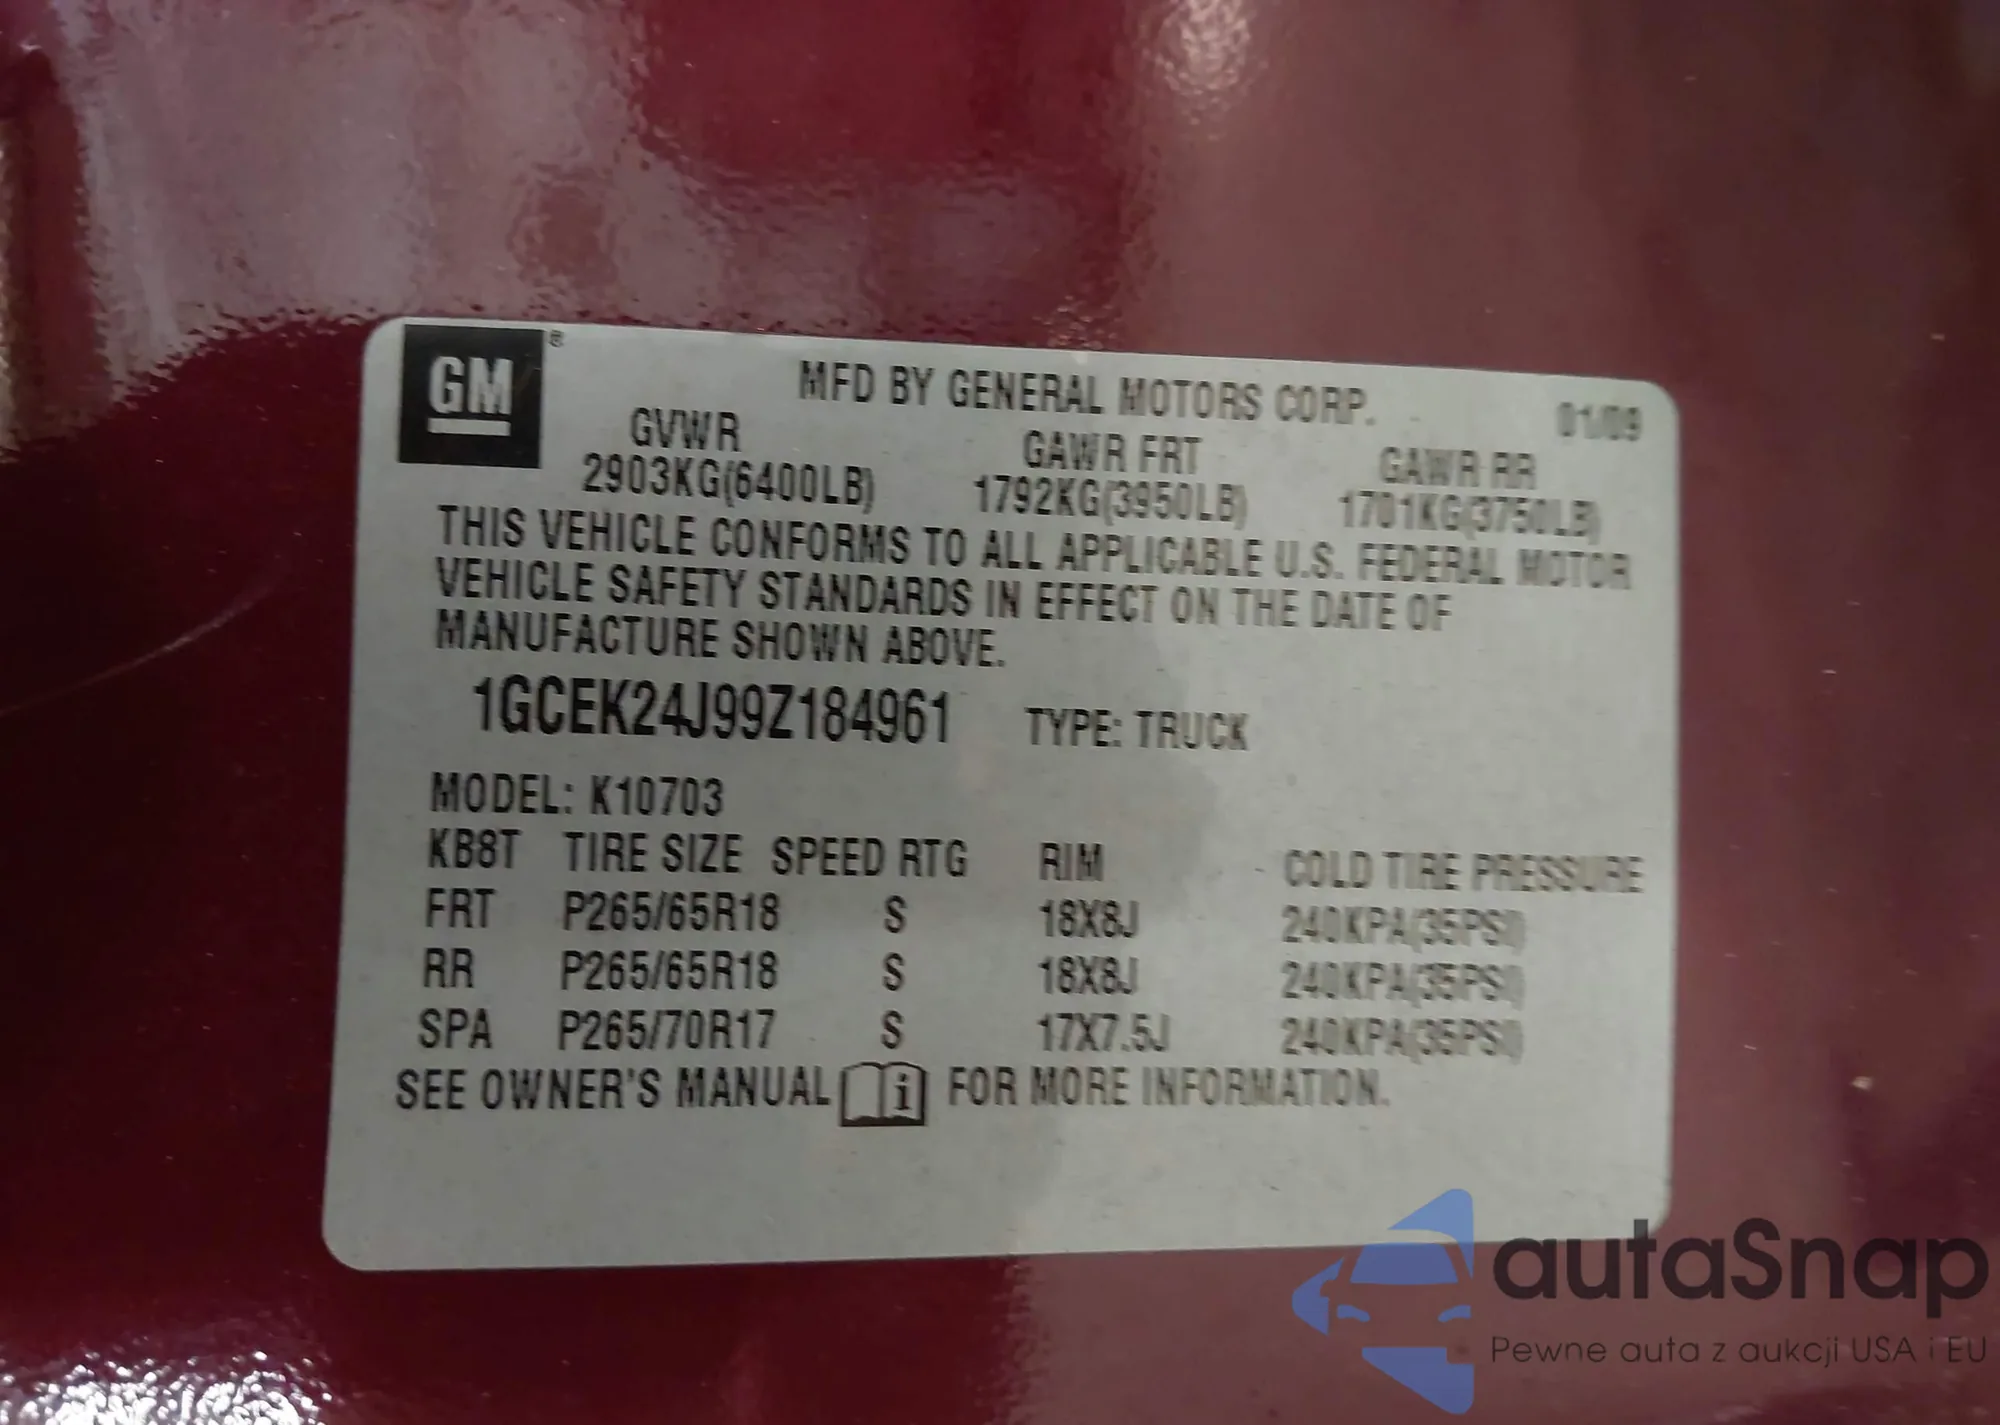 GM®
MFD BY GENERAL MOTORS CORP. 01/09
GVWR GAWR FRT GAWR RR
2903KG(6400LB) 1792KG(3950LB) 1701KG(3750LB)
THIS VEHICLE CONFORMS TO ALL APPLICABLE U.S. FEDERAL MOTOR
VEHICLE SAFETY STANDARDS IN EFFECT ON THE DATE OF
MANUFACTURE SHOWN ABOVE.
1GCEK24J99Z184961 TYPE: TRUCK
MODEL: K10703
KB8T TIRE SIZE SPEED RTG RIM COLD TIRE PRESSURE
FRT P265/65R18 S 18X8J 240KPA(35PSI)
RR P265/65R18 S 18X8J 240KPA(35PSI)
SPA P265/70R17 S 17X7.5J 240KPA(35PSI)
SEE OWNER'S MANUAL i FOR MORE INFORMATION.
autaSnap
Pewne auta z aukcji USA i EU